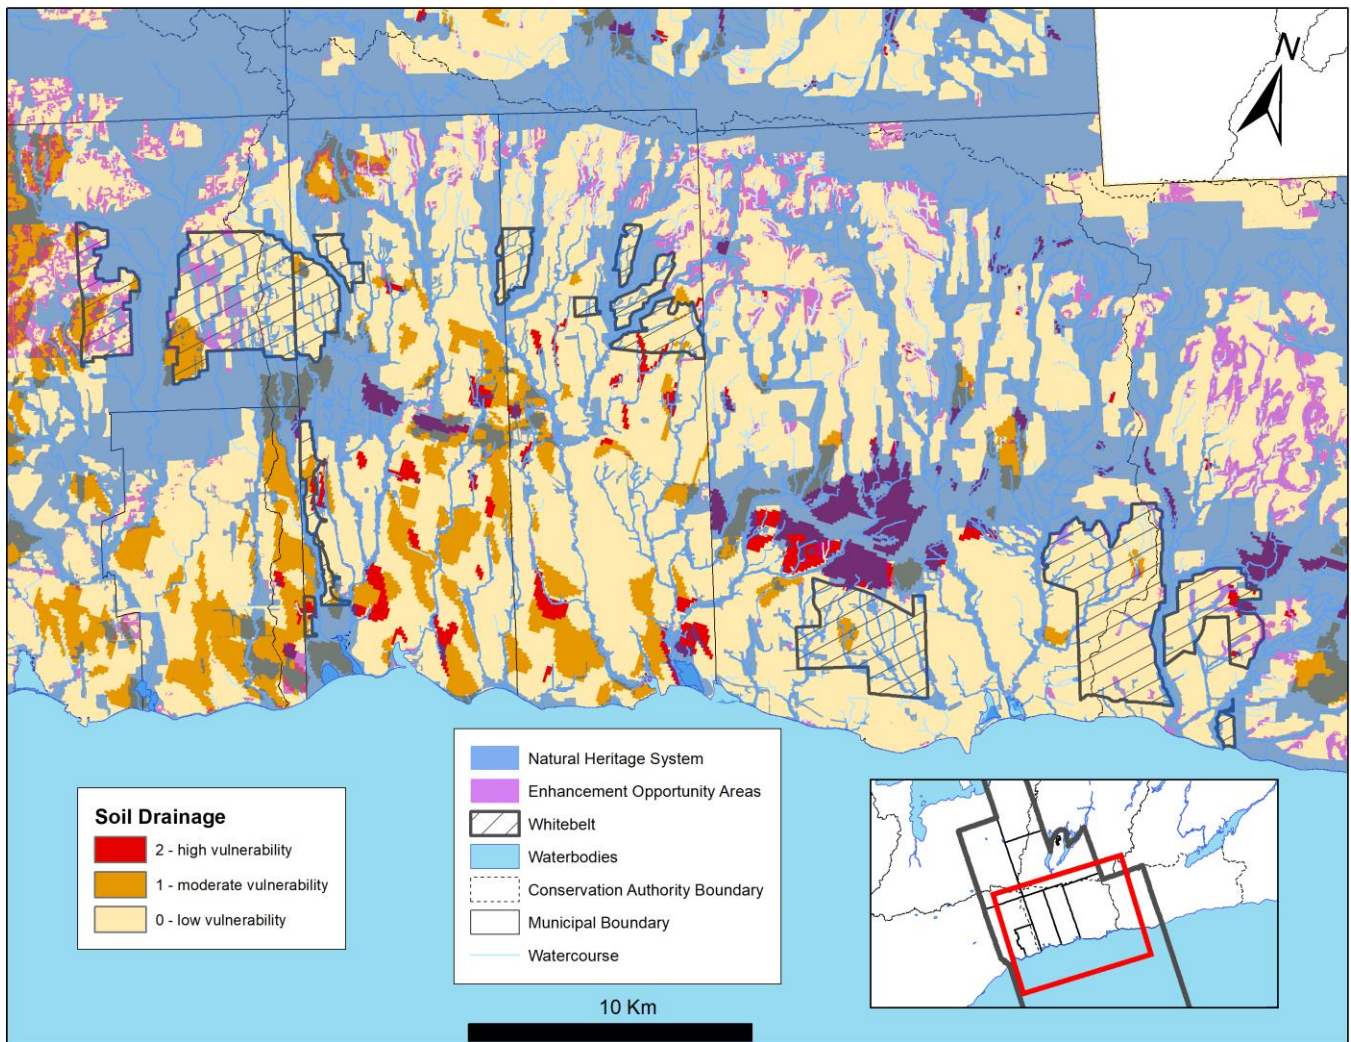 N
Natural Heritage System
Enhancement Opportunity Areas
Whitebelt
Waterbodies
Conservation Authority Boundary
Municipal Boundary
Watercourse
Soil Drainage
2 - high vulnerability
1 - moderate vulnerability
0 - low vulnerability
10 Km